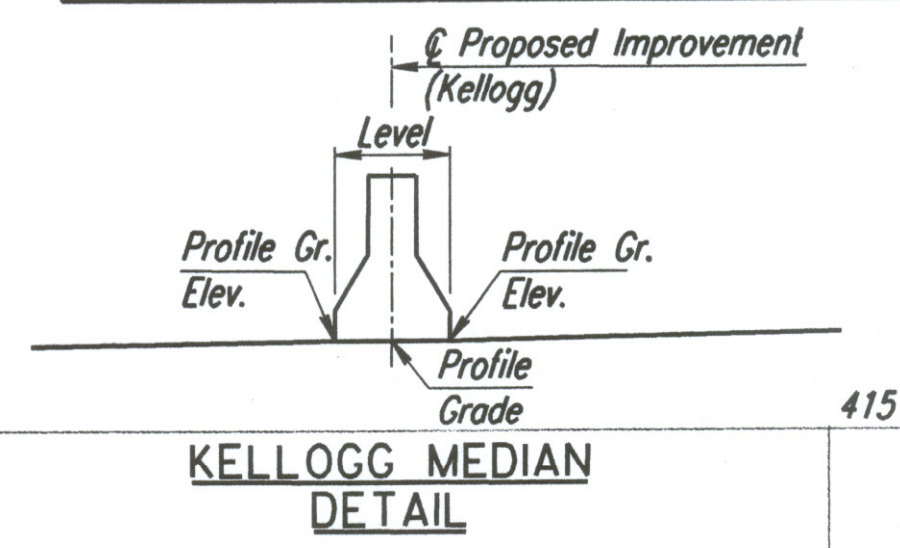 ℄ Proposed Improvement
(Kellogg)
Level
Profile Gr.
Elev.
Profile Gr.
Elev.
Profile
Grade
415
KELLOGG MEDIAN
DETAIL